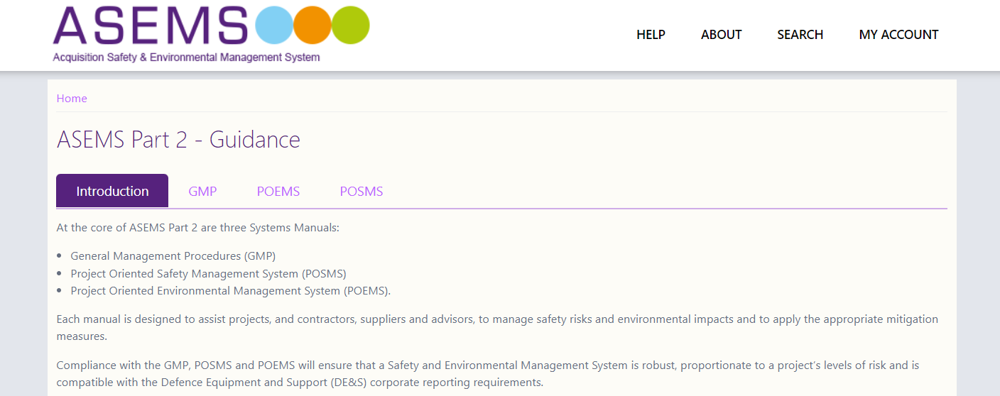 ASEMS
Acquisition Safety & Environmental Management System
HELP ABOUT SEARCH MY ACCOUNT
Home
ASEMS Part 2 - Guidance
Introduction GMP POEMS POSMS
At the core of ASEMS Part 2 are three Systems Manuals:
• General Management Procedures (GMP)
• Project Oriented Safety Management System (POSMS)
• Project Oriented Environmental Management System (POEMS).
Each manual is designed to assist projects, and contractors, suppliers and advisors, to manage safety risks and environmental impacts and to apply the appropriate mitigation
measures.
Compliance with the GMP, POSMS and POEMS will ensure that a Safety and Environmental Management System is robust, proportionate to a project's levels of risk and is
compatible with the Defence Equipment and Support (DE&S) corporate reporting requirements.